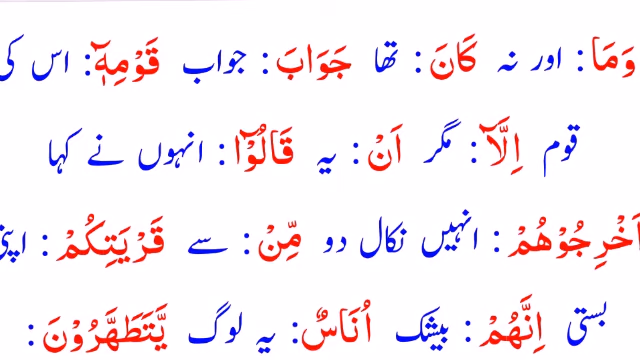 وَمَا : اور نہ كَانَ : تھا جَوَابَ : جواب قَوْمِهٖٓ : اس کی
قوم اِلَّآ : مگر اَنْ : یہ قَالُوْٓا : انہوں نے کہا
اَخْرِجُوْهُمْ : انہیں نکال دو مِّنْ : سے قَرْيَتِكُمْ : اپنی
بستی اِنَّهُمْ : بیشک اُنَاسٌ : یہ لوگ يَّتَطَهَّرُوْنَ :